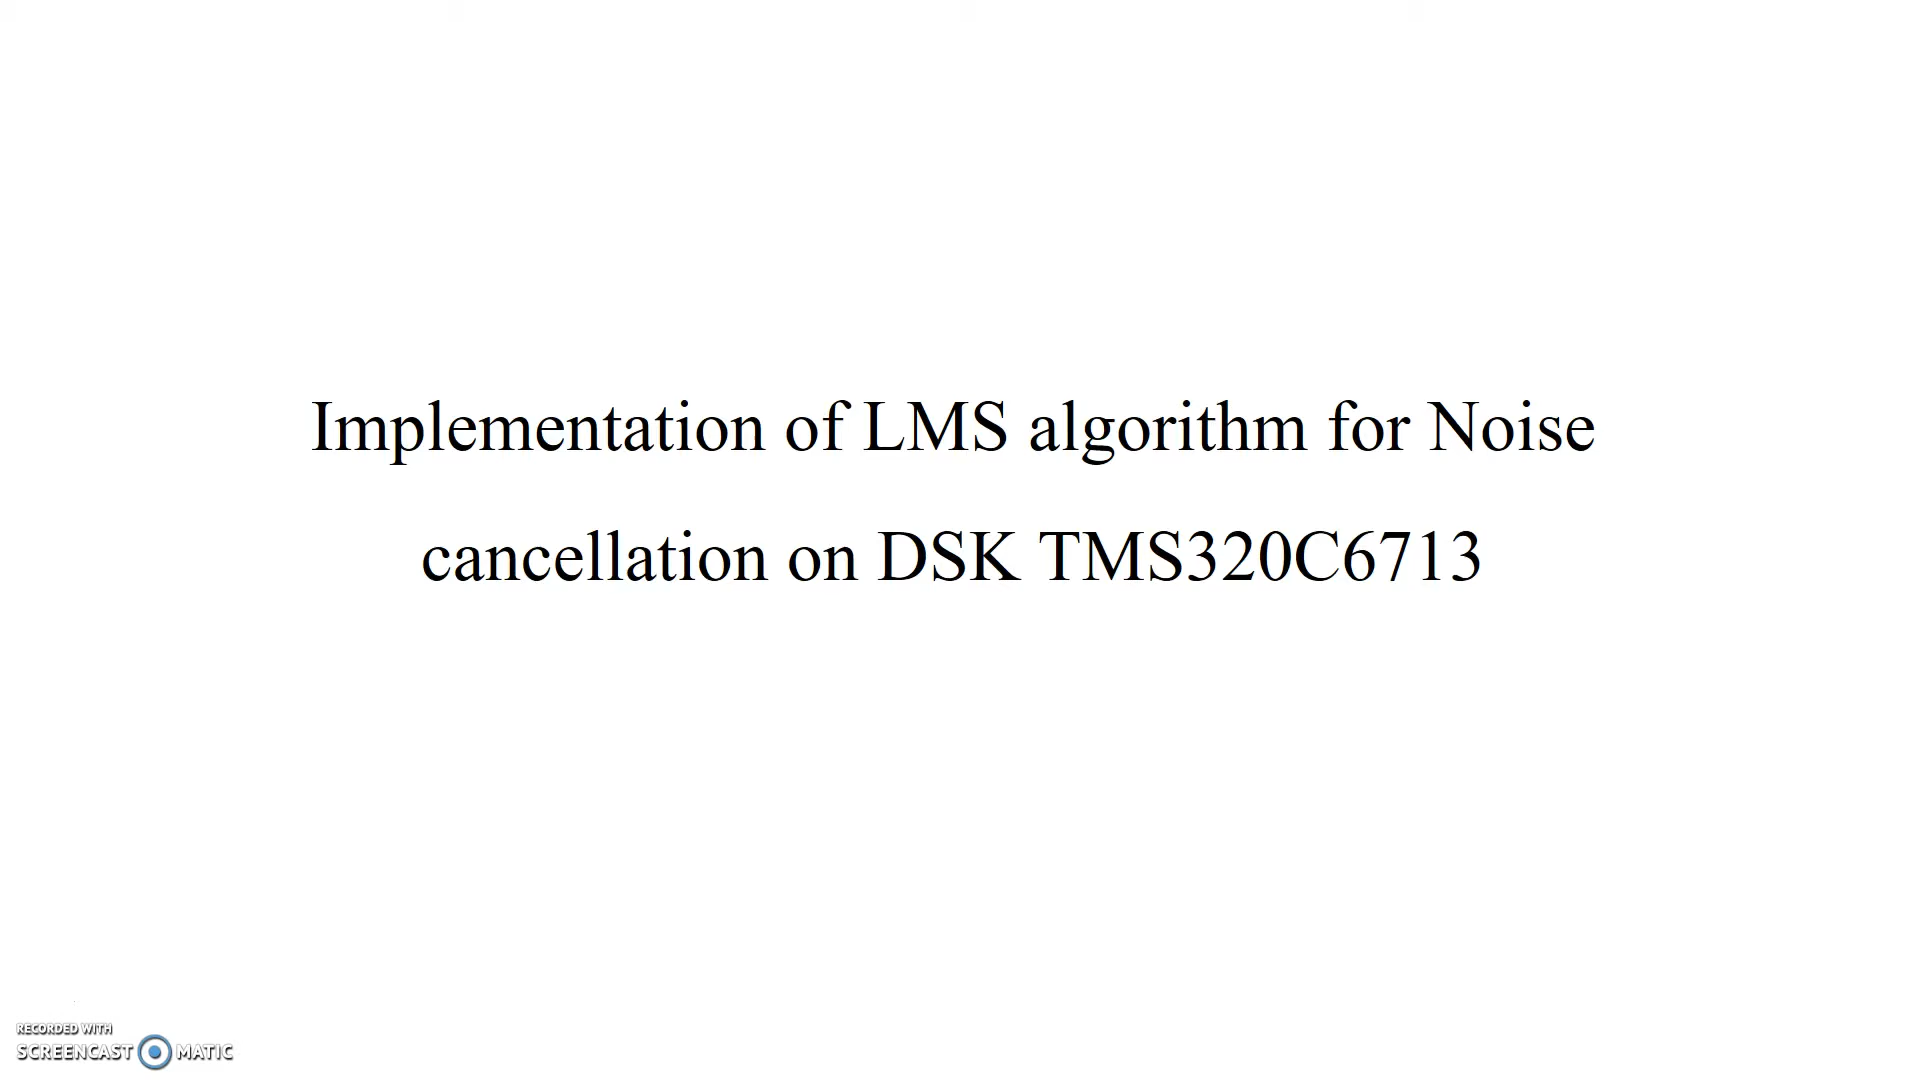 Implementation of LMS algorithm for Noise
cancellation on DSK TMS320C6713
RECORDED WITH
SCREENCAST MATIC